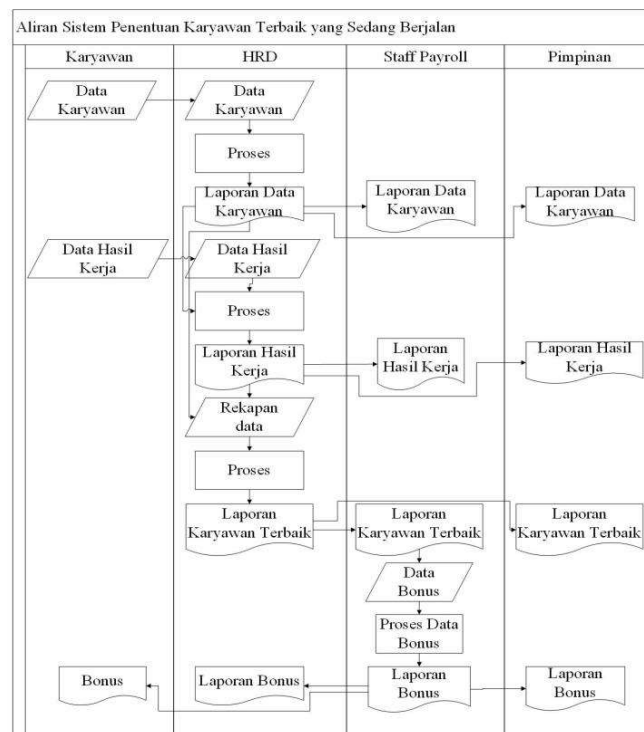 Aliran Sistem Penentuan Karyawan Terbaik yang Sedang Berjalan
Karyawan
HRD
Staff Payroll
Pimpinan
Data
Karyawan
Data
Karyawan
Proses
Laporan Data
Karyawan
Laporan Data
Karyawan
Laporan Data
Karyawan
Data Hasil
Kerja
Data Hasil
Kerja
Proses
Laporan Hasil
Kerja
Laporan
Hasil Kerja
Laporan Hasil
Kerja
Rekapan
data
Proses
Laporan
Karyawan Terbaik
Laporan
Karyawan Terbaik
Laporan
Karyawan Terbaik
Data
Bonus
Proses Data
Bonus
Bonus
Laporan Bonus
Laporan
Bonus
Laporan
Bonus